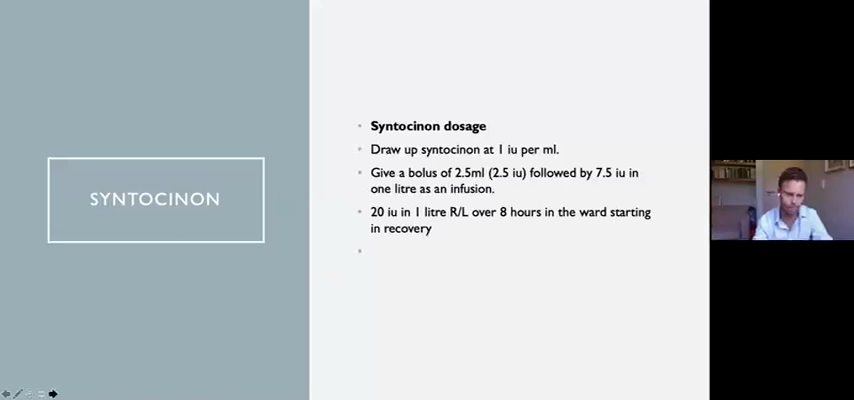 SYNTOCINON
Syntocinon dosage
Draw up syntocinon at 1 iu per ml.
Give a bolus of 2.5ml (2.5 iu) followed by 7.5 iu in
one litre as an infusion.
20 iu in 1 litre R/L over 8 hours in the ward starting
in recovery